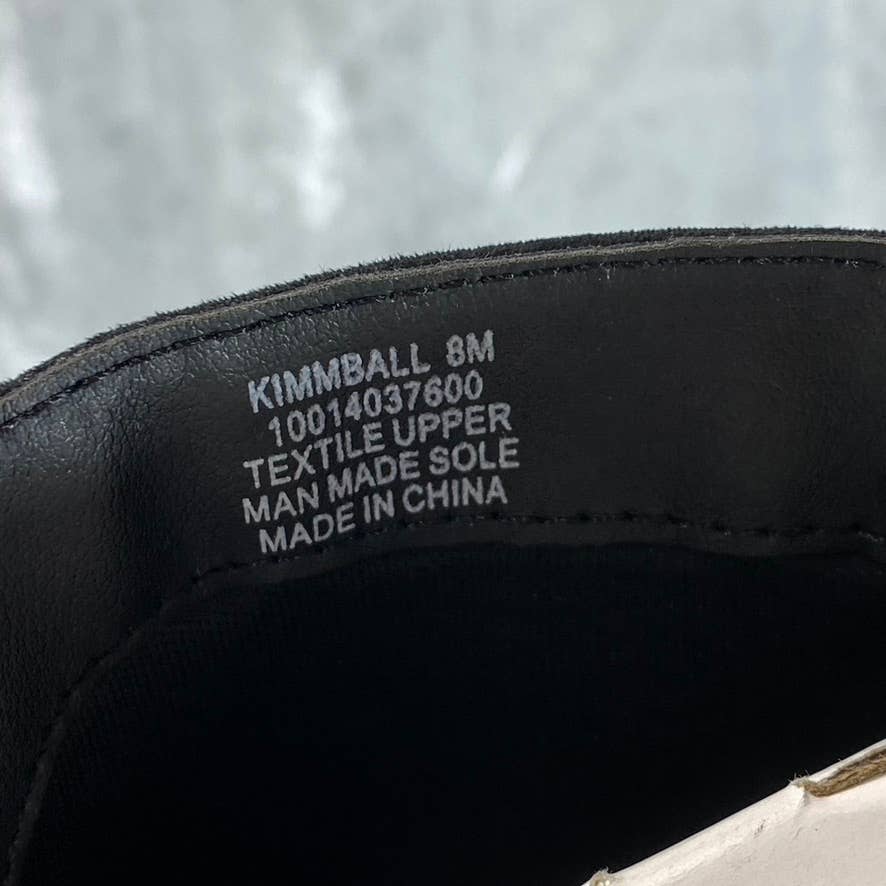 KIMMBALL 8M
10014037600
TEXTILE UPPER
MAN MADE SOLE
MADE IN CHINA